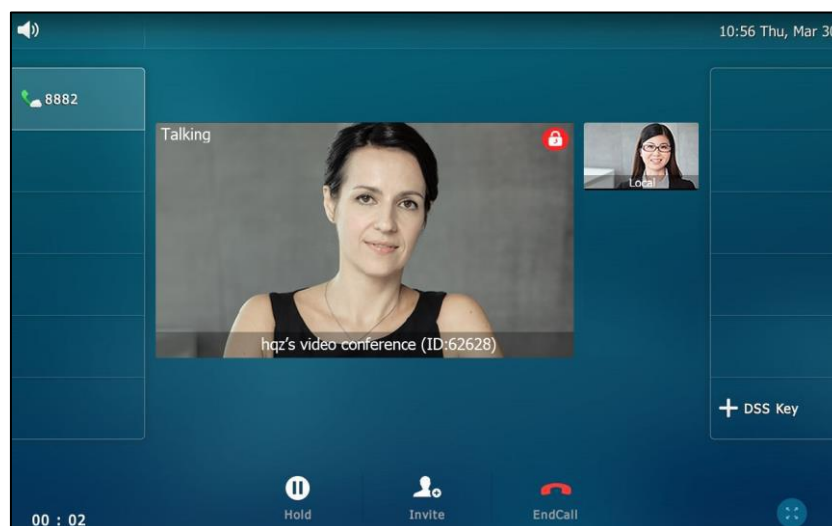 10:56 Thu, Mar 30
8882
Talking
Local
hqz's video conference (ID:62628)
+ DSS Key
Hold
Invite
EndCall
00 : 02